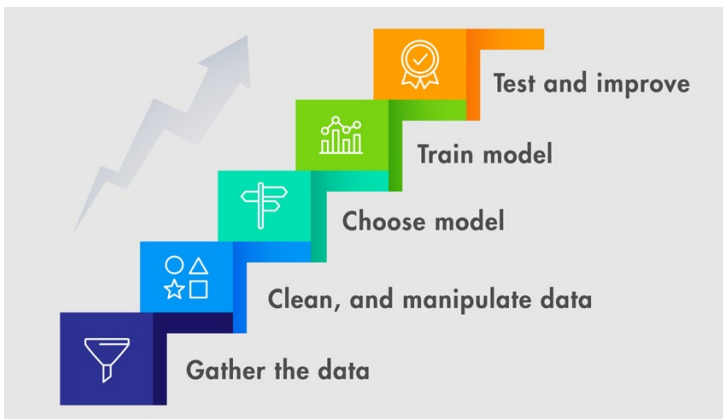 Test and improve
Train model
Choose model
Clean, and manipulate data
Gather the data